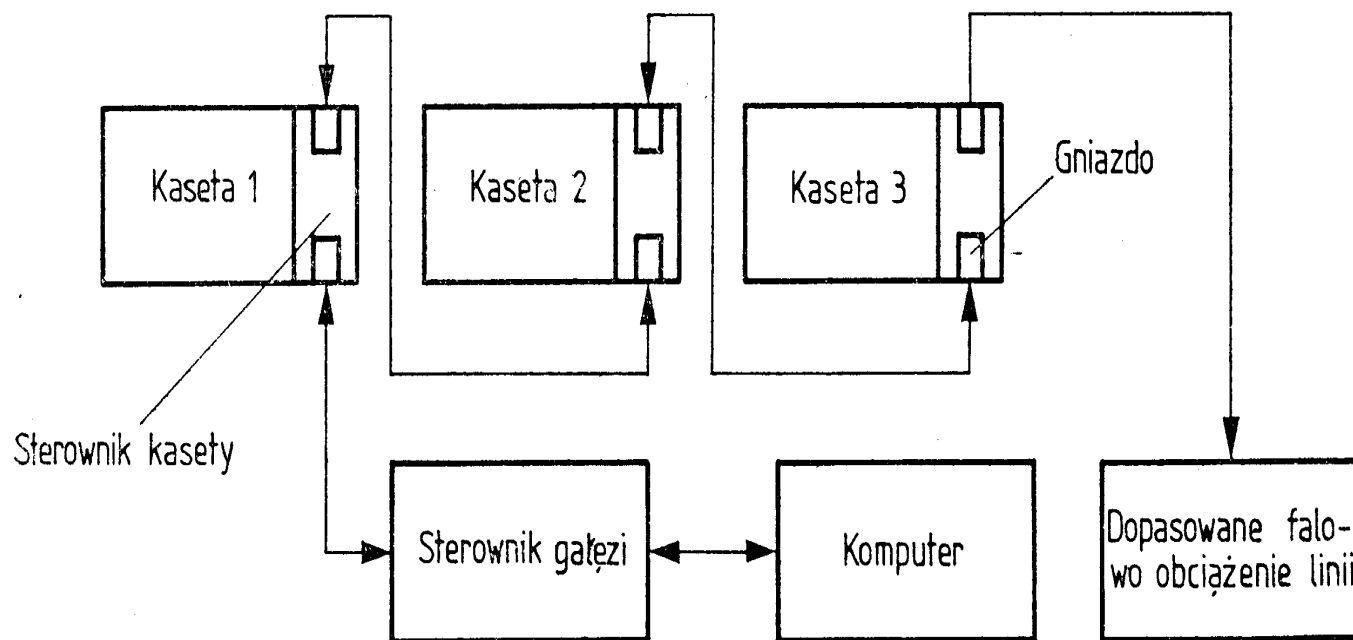 Kaseta 1
Kaseta 2
Kaseta 3
Gniazdo
Sterownik kasety
Sterownik gałęzi
Komputer
Dopasowane falo-
wo obciążenie linii